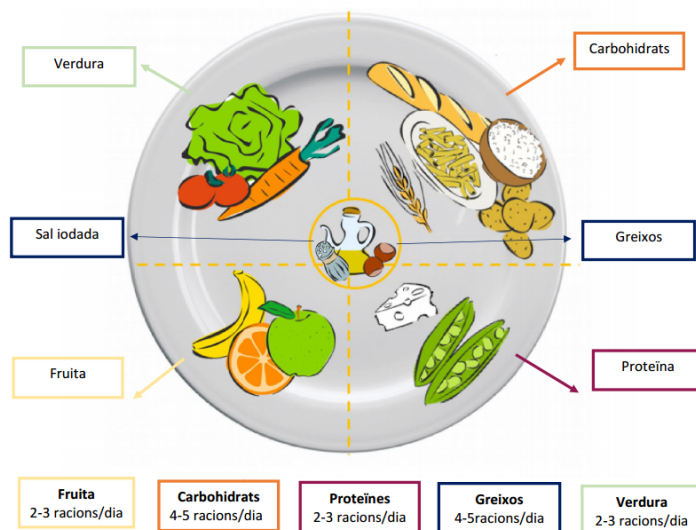 Verdura
Carbohidrats
Sal iodada
Greixos
Fruita
Proteïna
Fruita
2-3 racions/dia
Carbohidrats
4-5 racions/dia
Proteïnes
2-3 racions/dia
Greixos
4-5racions/dia
Verdura
2-3 racions/dia